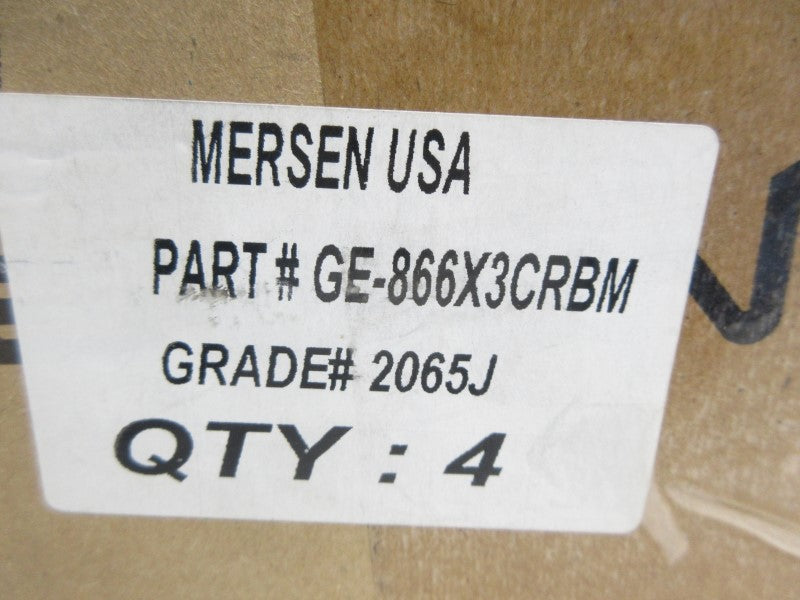 MERSEN USA
PART # GE-866X3CRBM
GRADE# 2065J
QTY : 4